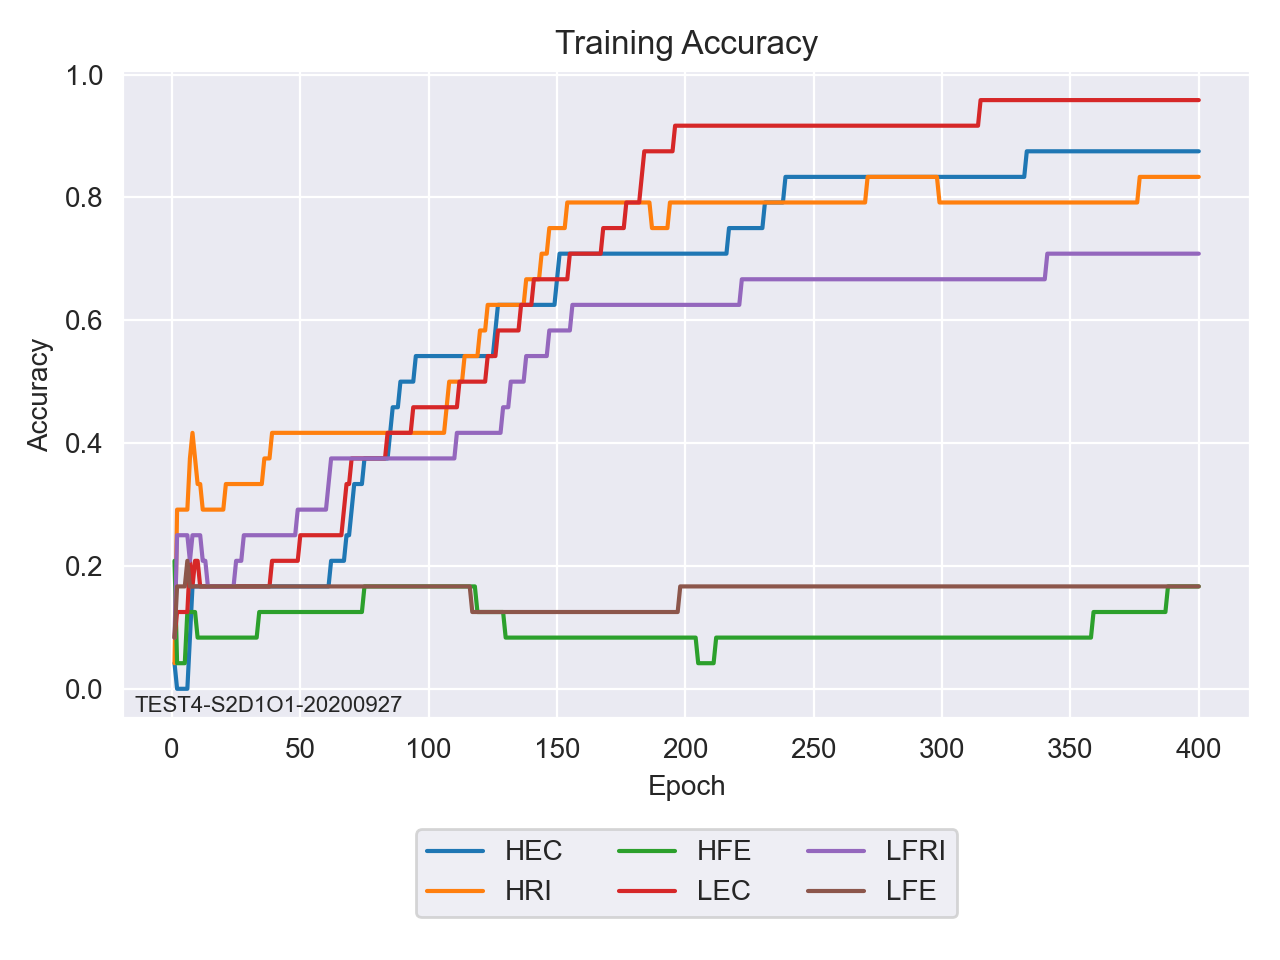 Training Accuracy
1.0
0.8
0.6
0.4
0.2
0.0
Accuracy
TEST4-S2D1O1-20200927
0 50 100 150 200 250 300 350 400
Epoch
HEC HFE LFRI
HRI LEC LFE